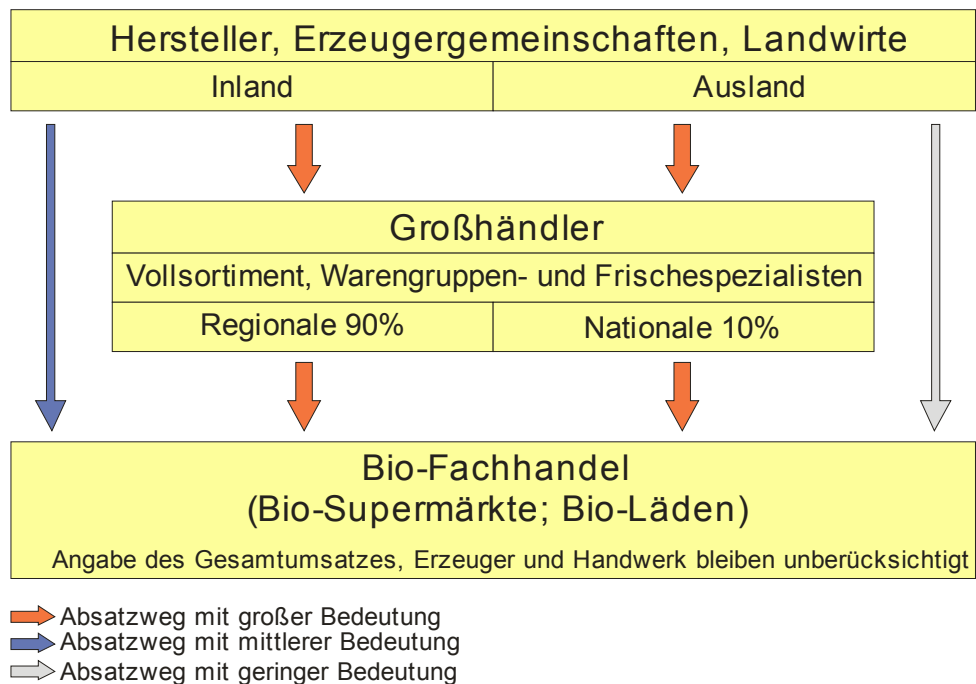 Hersteller, Erzeugergemeinschaften, Landwirte
Inland
Ausland
Großhändler
Vollsortiment, Warengruppen- und Frischespezialisten
Regionale 90%
Nationale 10%
Bio-Fachhandel
(Bio-Supermärkte; Bio-Läden)
Angabe des Gesamtumsatzes, Erzeuger und Handwerk bleiben unberücksichtigt
Absatzweg mit großer Bedeutung
Absatzweg mit mittlerer Bedeutung
Absatzweg mit geringer Bedeutung